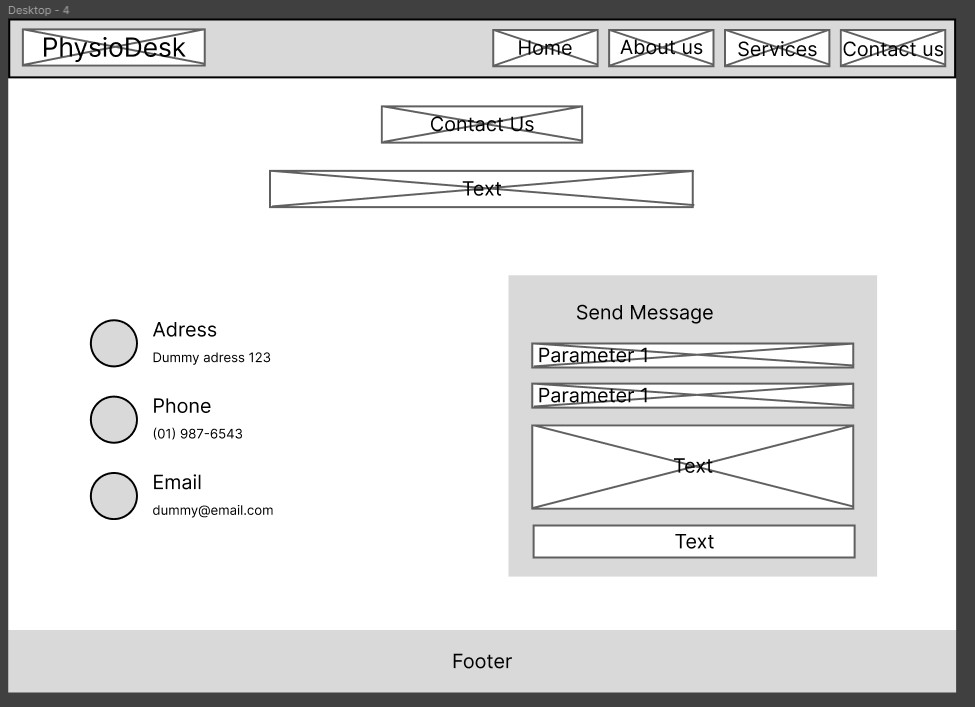 Desktop – 4
PhysioDesk
Home
About us
Services
Contact us
Contact Us
Text
Adress
Dummy adress 123
Phone
(01) 987-6543
Email
dummy@email.com
Send Message
Parameter 1
Parameter 1
Text
Text
Footer